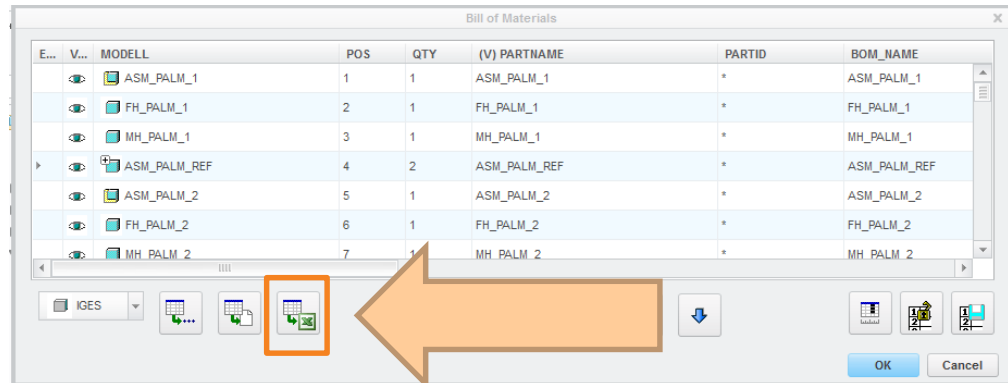 Bill of Materials
X
E... V... MODELL POS QTY (V) PARTNAME PARTID BOM_NAME
ASM_PALM_1 1 1 ASM_PALM_1 * ASM_PALM_1
FH_PALM_1 2 1 FH_PALM_1 * FH_PALM_1
MH_PALM_1 3 1 MH_PALM_1 * MH_PALM_1
ASM_PALM_REF 4 2 ASM_PALM_REF * ASM_PALM_REF
ASM_PALM_2 5 1 ASM_PALM_2 * ASM_PALM_2
FH_PALM_2 6 1 FH_PALM_2 * FH_PALM_2
MH_PALM_2 7 1 MH_PALM_2 * MH_PALM_2
IGES
OK Cancel